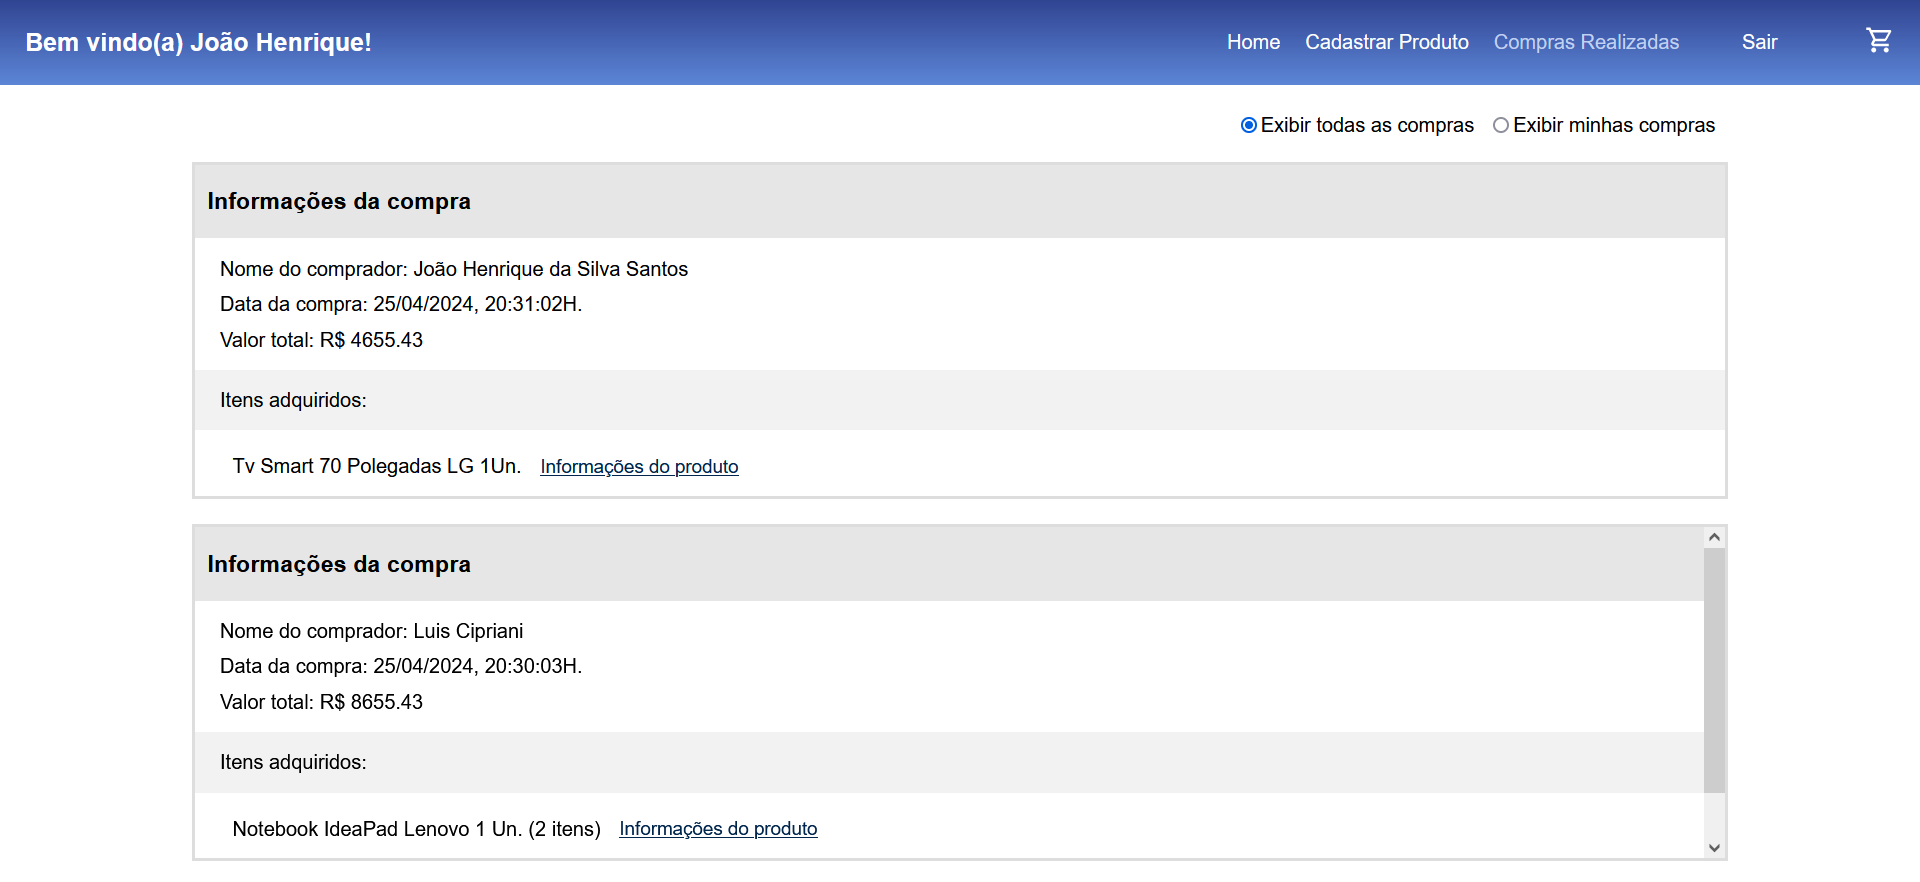 Bem vindo(a) João Henrique!
Home Cadastrar Produto Compras Realizadas Sair
Exibir todas as compras Exibir minhas compras
Informações da compra
Nome do comprador: João Henrique da Silva Santos
Data da compra: 25/04/2024, 20:31:02H.
Valor total: R$ 4655.43
Itens adquiridos:
Tv Smart 70 Polegadas LG 1Un. Informações do produto
Informações da compra
Nome do comprador: Luis Cipriani
Data da compra: 25/04/2024, 20:30:03H.
Valor total: R$ 8655.43
Itens adquiridos:
Notebook IdeaPad Lenovo 1 Un. (2 itens) Informações do produto